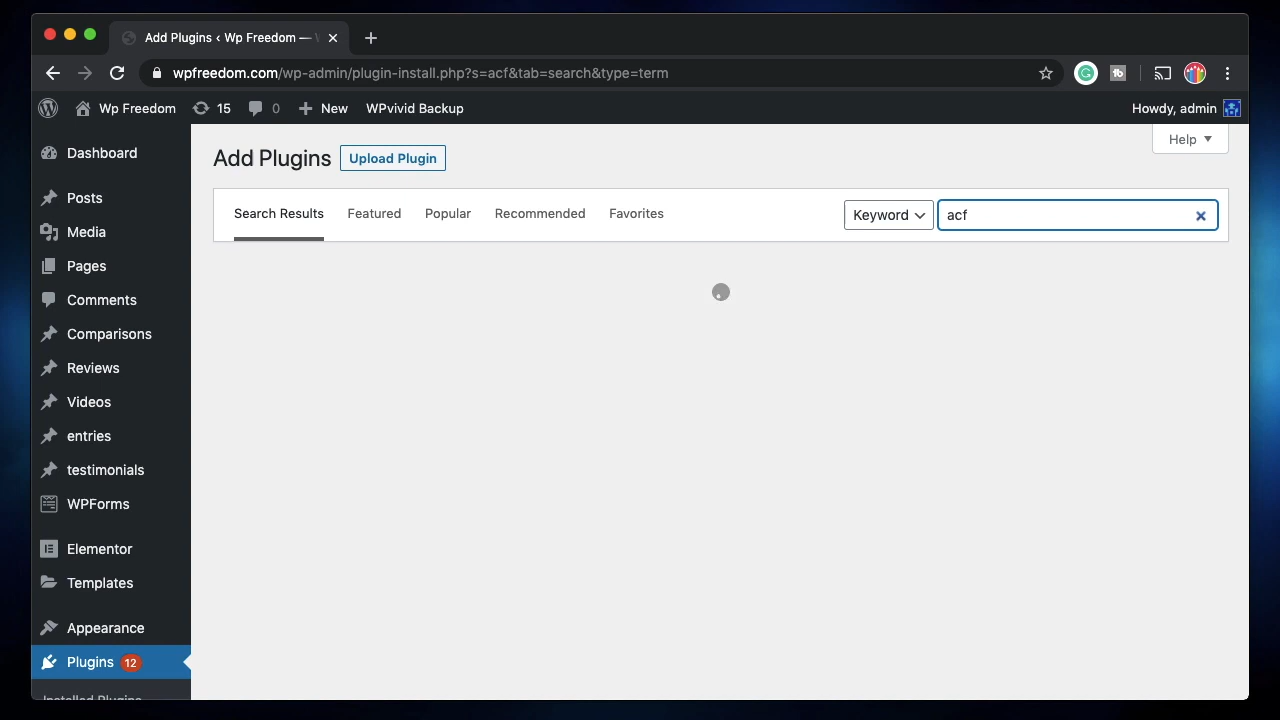 Add Plugins ‹ Wp Freedom —
wpfreedom.com/wp-admin/plugin-install.php?s=acf&tab=search&type=term
Wp Freedom 15 0 New WPvivid Backup Howdy, admin
Help
Dashboard
Posts
Media
Pages
Comments
Comparisons
Reviews
Videos
entries
testimonials
WPForms
Elementor
Templates
Appearance
Plugins 12
Installed Plugins
Add Plugins Upload Plugin
Search Results Featured Popular Recommended Favorites Keyword acf